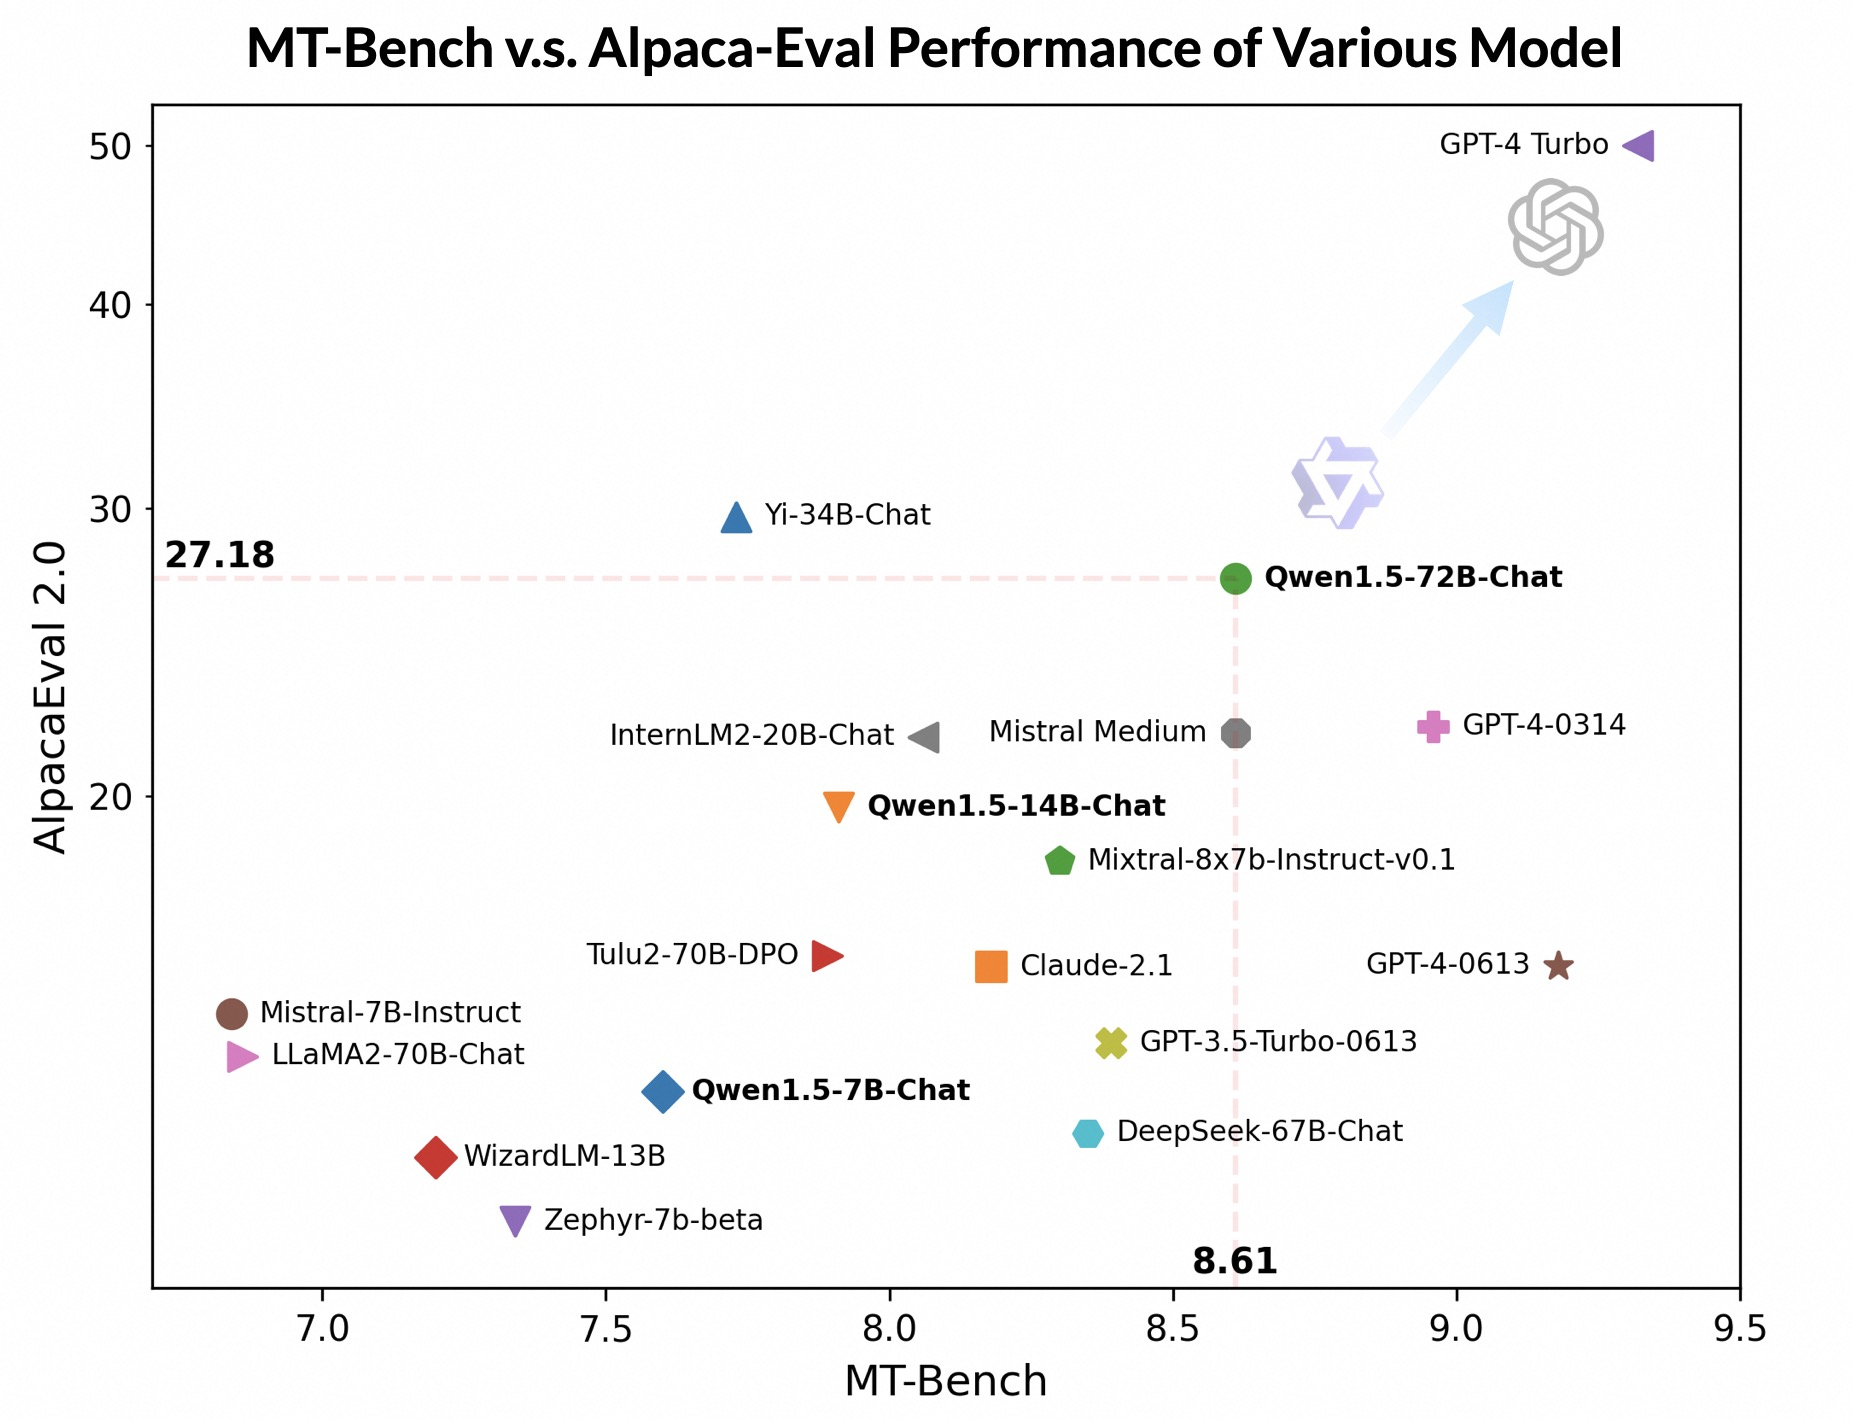 MT-Bench v.s. Alpaca-Eval Performance of Various Model
50
GPT-4 Turbo
40
30
Yi-34B-Chat
27.18
Qwen1.5-72B-Chat
AlpacaEval 2.0
InternLM2-20B-Chat
Mistral Medium
GPT-4-0314
20
Qwen1.5-14B-Chat
Mixtral-8x7b-Instruct-v0.1
Tulu2-70B-DPO
Claude-2.1
GPT-4-0613
Mistral-7B-Instruct
GPT-3.5-Turbo-0613
LLaMA2-70B-Chat
Qwen1.5-7B-Chat
DeepSeek-67B-Chat
WizardLM-13B
Zephyr-7b-beta
8.61
7.0
7.5
8.0
8.5
9.0
9.5
MT-Bench